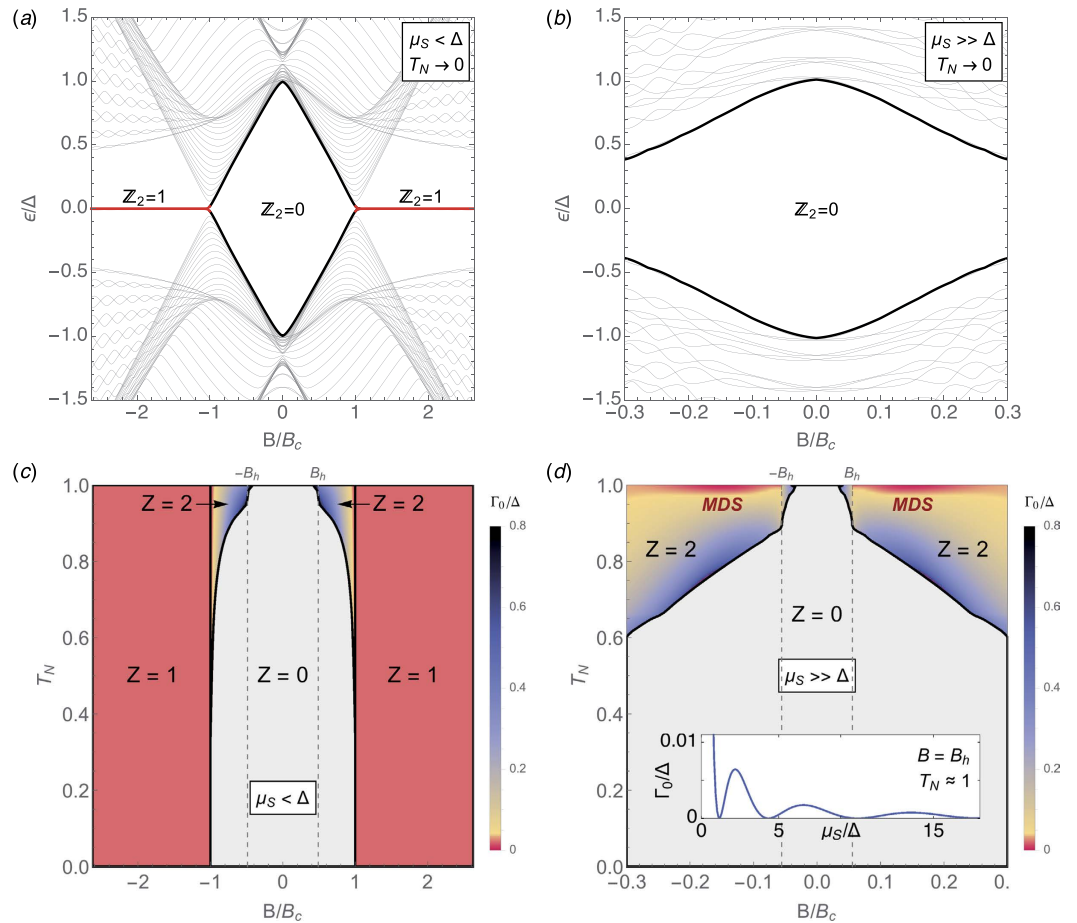 (a)
μS < Δ
TN → 0
ℤ2=1
ℤ2=0
ℤ2=1
1.5
1.0
0.5
0.0
−0.5
−1.0
−1.5
ϵ/Δ
−2
−1
0
1
2
B/Bc
(b)
μS >> Δ
TN → 0
ℤ2=0
1.5
1.0
0.5
0.0
−0.5
−1.0
−1.5
ϵ/Δ
−0.3
−0.2
−0.1
0.0
0.1
0.2
0.3
B/Bc
(c)
−Bh
Bh
Z = 2
Z = 2
Z = 1
Z = 0
Z = 1
μS < Δ
1.0
0.8
0.6
0.4
0.2
0.0
TN
−2
−1
0
1
2
B/Bc
Γ0/Δ
0.8
0.6
0.4
0.2
0
(d)
−Bh
Bh
MDS
MDS
Z = 2
Z = 2
Z = 0
μS >> Δ
1.0
0.8
0.6
0.4
0.2
0.0
TN
0.01
0
Γ0/Δ
B = Bh
TN ≈ 1
0
5
15
μS/Δ
−0.3
−0.2
−0.1
0.0
0.1
0.2
0.
B/Bc
Γ0/Δ
0.8
0.6
0.4
0.2
0